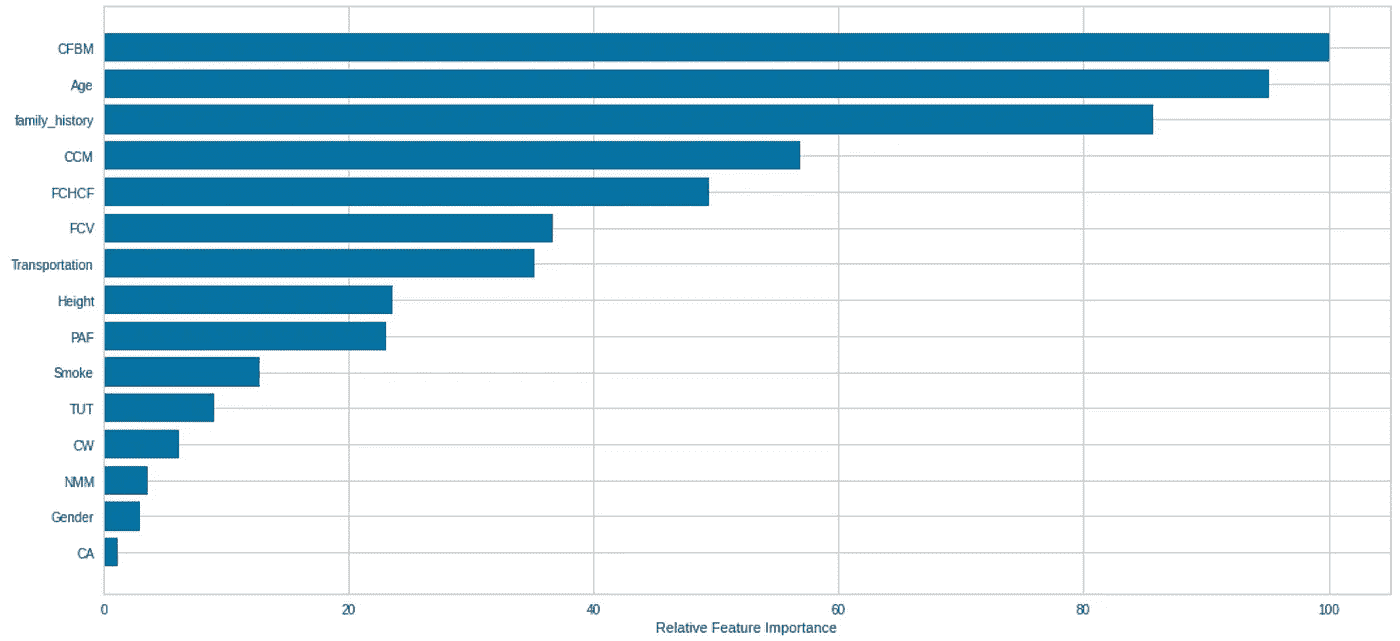 CFBM
Age
family_history
CCM
FCHCF
FCV
Transportation
Height
PAF
Smoke
TUT
CW
NMM
Gender
CA
0 20 40 60 80 100
Relative Feature Importance